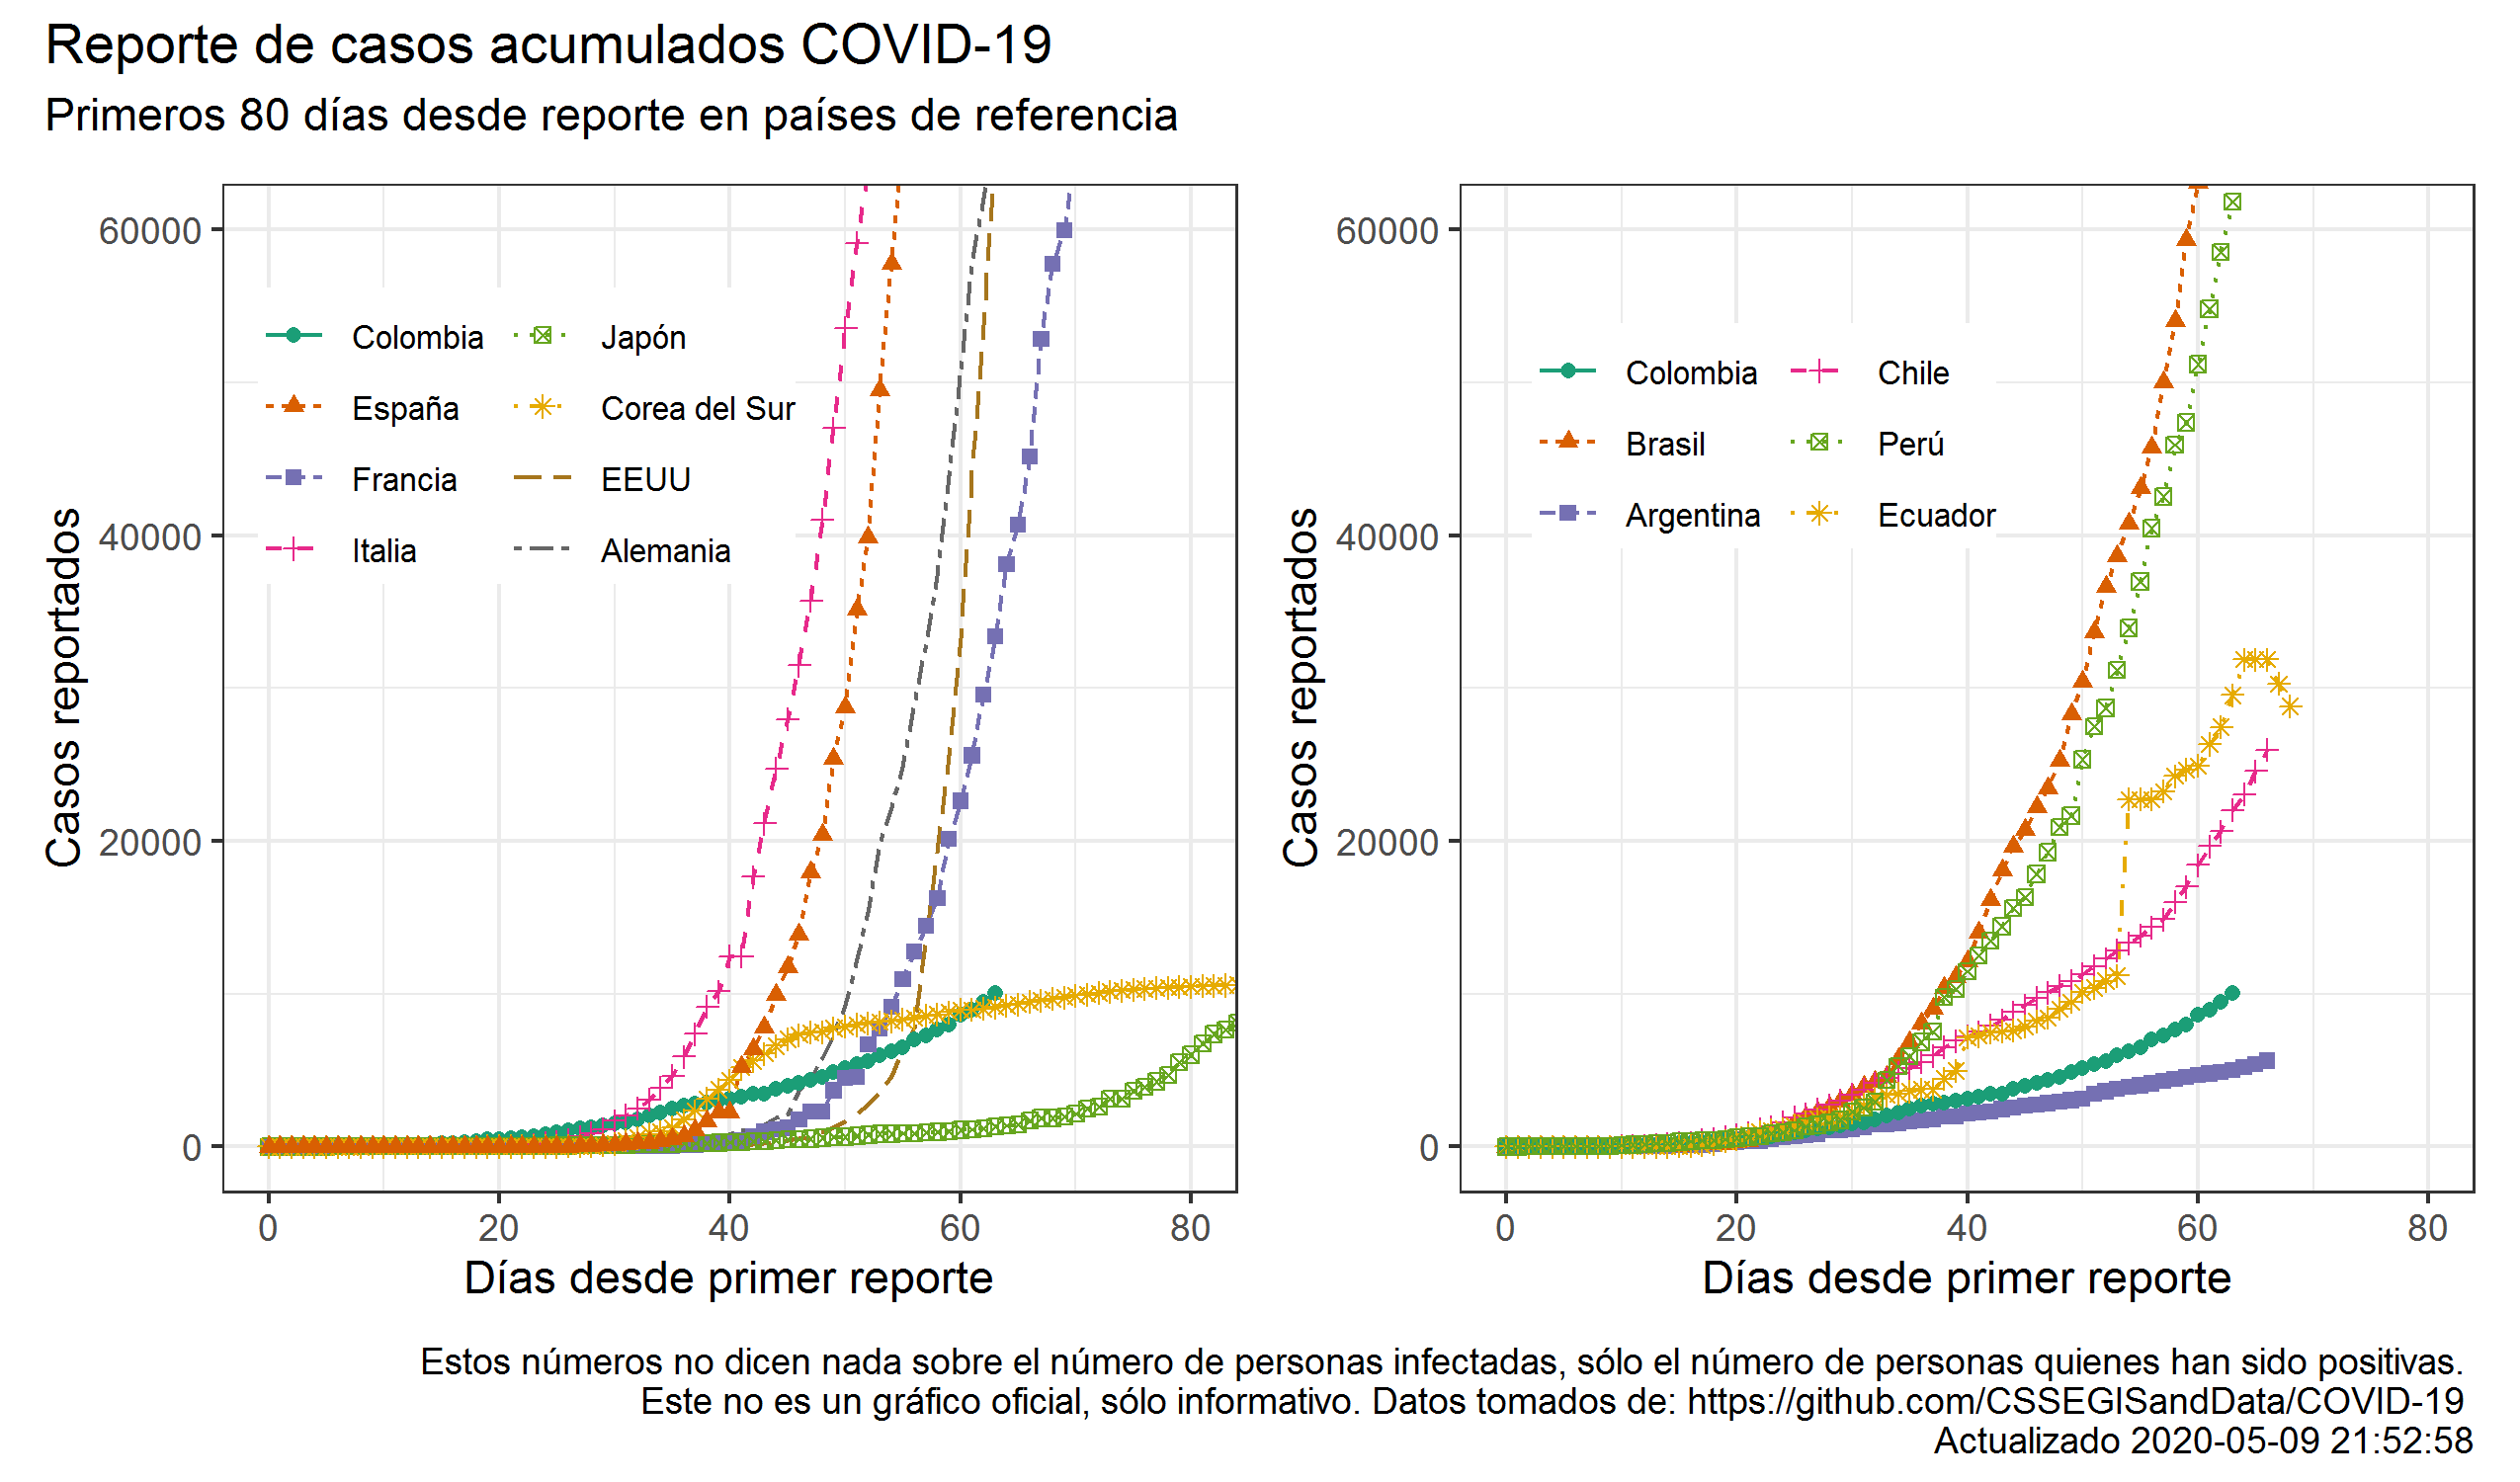 Reporte de casos acumulados COVID-19
Primeros 80 días desde reporte en países de referencia
Casos reportados
60000
40000
20000
0
Colombia
España
Francia
Italia
Japón
Corea del Sur
EEUU
Alemania
0 20 40 60 80
Días desde primer reporte
Casos reportados
60000
40000
20000
0
Colombia
Brasil
Argentina
Chile
Perú
Ecuador
0 20 40 60 80
Días desde primer reporte
Estos números no dicen nada sobre el número de personas infectadas, sólo el número de personas quienes han sido positivas.
Este no es un gráfico oficial, sólo informativo. Datos tomados de: https://github.com/CSSEGISandData/COVID-19
Actualizado 2020-05-09 21:52:58